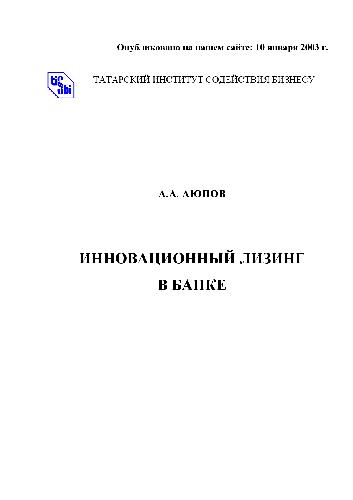 Опубликовано на нашем сайте: 10 января 2003 г.
ТАТАРСКИЙ ИНСТИТУТ СОДЕЙСТВИЯ БИЗНЕСУ
А.А. АЮПОВ
ИННОВАЦИОННЫЙ ЛИЗИНГ
В БАНКЕ